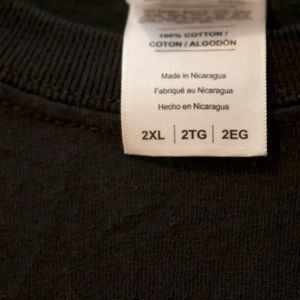 100% COTTON /
COTON / ALGODÓN
Made in Nicaragua
Fabriqué au Nicaragua
Hecho en Nicaragua
2XL | 2TG | 2EG